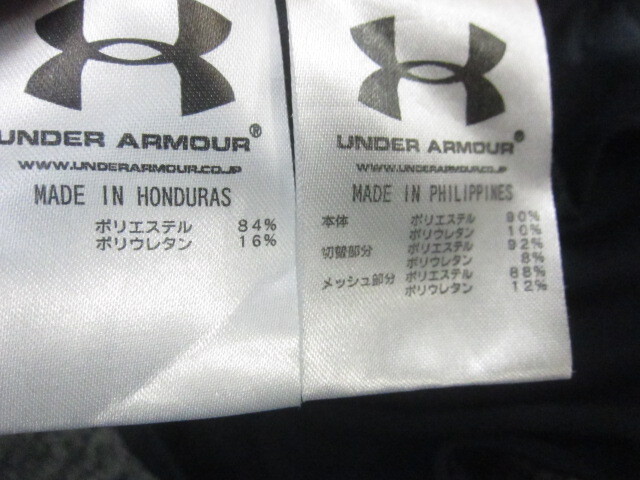 UNDER ARMOUR®
WWW.UNDERARMOUR.CO.JP
MADE IN HONDURAS
ポリエステル 84%
ポリウレタン 16%
UNDER ARMOUR®
WWW.UNDERARMOUR.CO.JP
MADE IN PHILIPPINES
本体 ポリエステル 90%
ポリウレタン 10%
切替部分 ポリエステル 92%
ポリウレタン 8%
メッシュ部分 ポリエステル 88%
ポリウレタン 12%